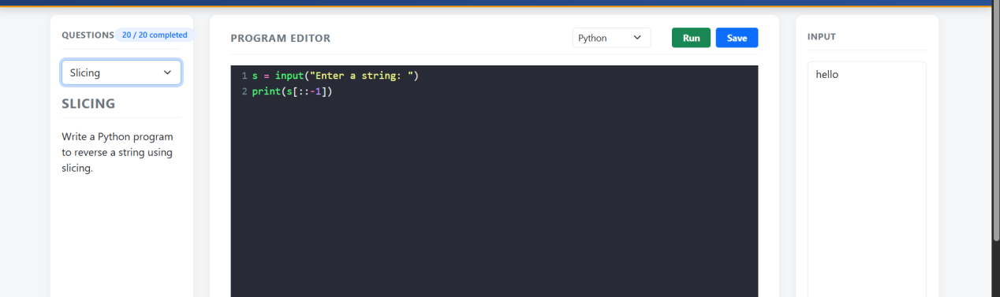 QUESTIONS 20 / 20 completed
Slicing
SLICING
Write a Python program
to reverse a string using
slicing.
PROGRAM EDITOR
Python
Run
Save
1 s = input("Enter a string: ")
2 print(s[::-1])
INPUT
hello